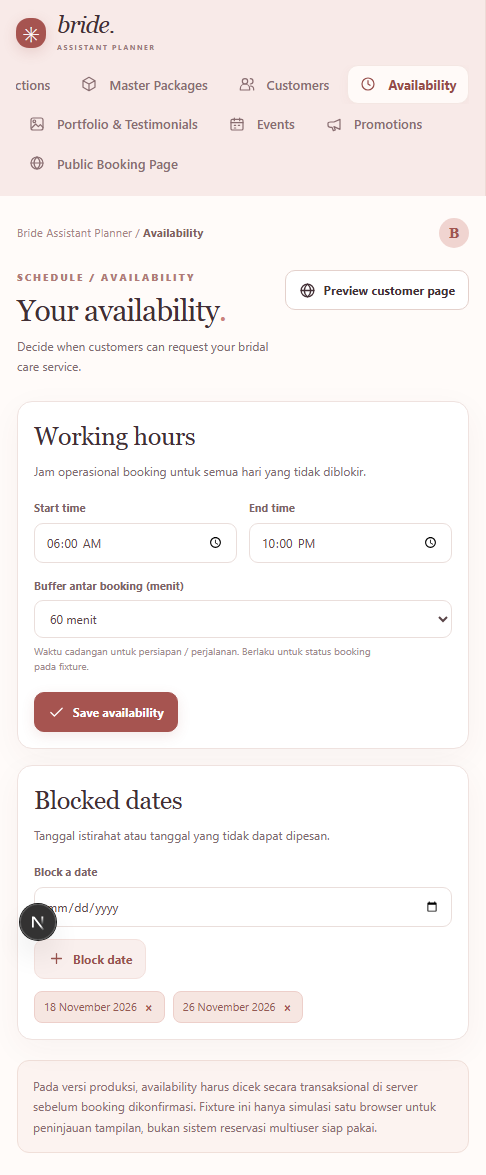 bride.
ASSISTANT PLANNER
ctions
Master Packages
Customers
Availability
Portfolio & Testimonials
Events
Promotions
Public Booking Page
Bride Assistant Planner / Availability
B
SCHEDULE / AVAILABILITY
Preview customer page
Your availability.
Decide when customers can request your bridal
care service.
Working hours
Jam operasional booking untuk semua hari yang tidak diblokir.
Start time
End time
06:00 AM
10:00 PM
Buffer antar booking (menit)
60 menit
Waktu cadangan untuk persiapan / perjalanan. Berlaku untuk status booking
pada fixture.
Save availability
Blocked dates
Tanggal istirahat atau tanggal yang tidak dapat dipesan.
Block a date
mm/dd/yyyy
N
+ Block date
18 November 2026 ×
26 November 2026 ×
Pada versi produksi, availability harus dicek secara transaksional di server
sebelum booking dikonfirmasi. Fixture ini hanya simulasi satu browser untuk
peninjauan tampilan, bukan sistem reservasi multiuser siap pakai.